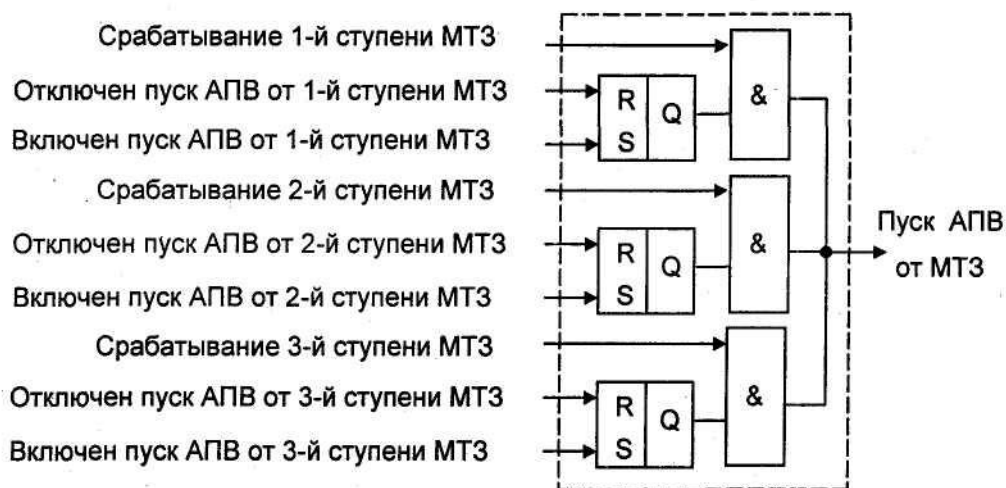 Срабатывание 1-й ступени МТЗ
Отключен пуск АПВ от 1-й ступени МТЗ
Включен пуск АПВ от 1-й ступени МТЗ
R
S
Q
&
Срабатывание 2-й ступени МТЗ
Отключен пуск АПВ от 2-й ступени МТЗ
Включен пуск АПВ от 2-й ступени МТЗ
R
S
Q
&
Срабатывание 3-й ступени МТЗ
Отключен пуск АПВ от 3-й ступени МТЗ
Включен пуск АПВ от 3-й ступени МТЗ
R
S
Q
&
Пуск АПВ
от МТЗ